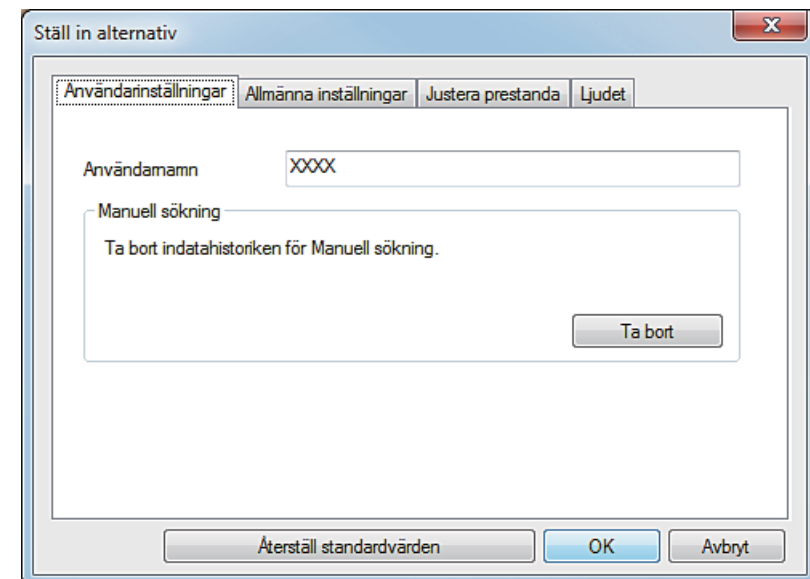 Ställ in alternativ
Användarinställningar Allmänna inställningar Justera prestanda Ljudet
Användarnamn XXXX
Manuell sökning
Ta bort indatahistoriken för Manuell sökning.
Ta bort
Återställ standardvärden OK Avbryt